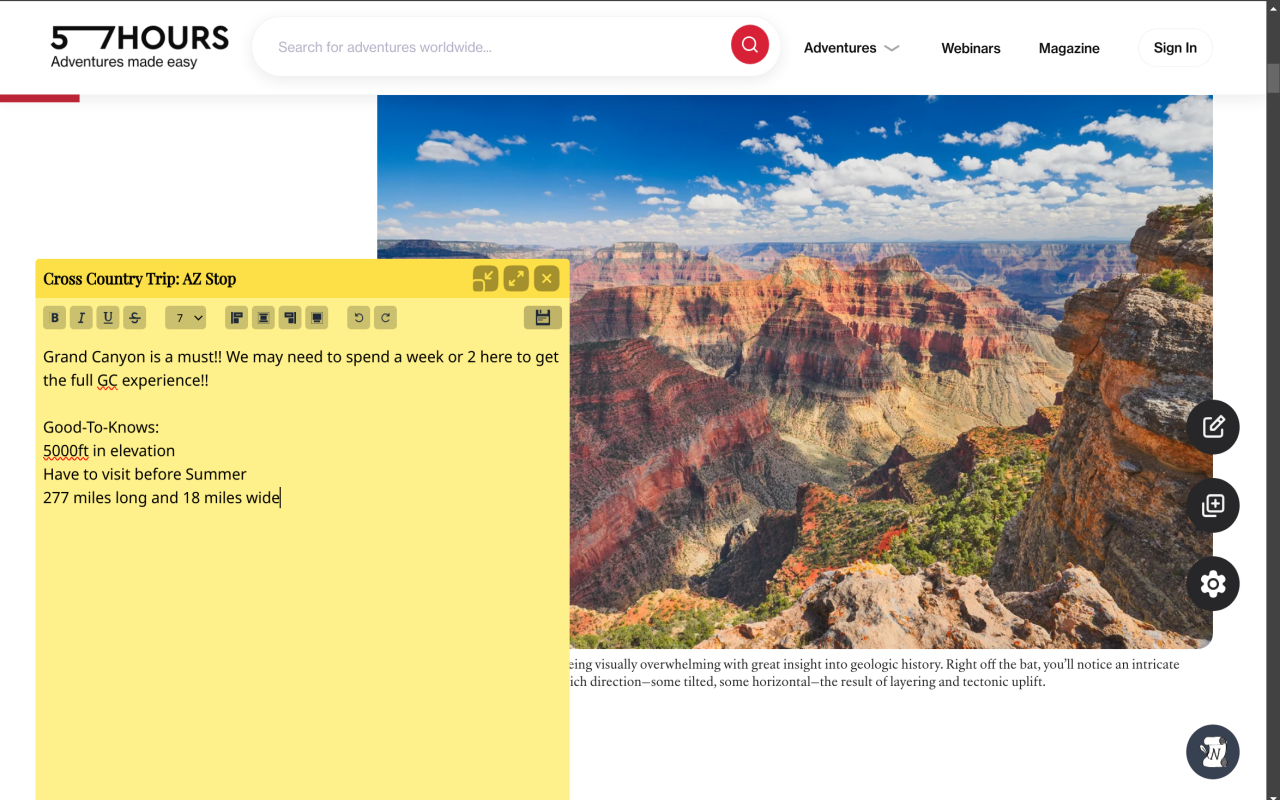 57HOURS
Adventures made easy
Search for adventures worldwide...
Adventures
Webinars
Magazine
Sign In
Cross Country Trip: AZ Stop
B I U S 7
Grand Canyon is a must!! We may need to spend a week or 2 here to get
the full GC experience!!
Good-To-Knows:
5000ft in elevation
Have to visit before Summer
277 miles long and 18 miles wide
visually overwhelming with great insight into geologic history. Right off the bat, you’ll notice an intricate
direction—some tilted, some horizontal—the result of layering and tectonic uplift.
N